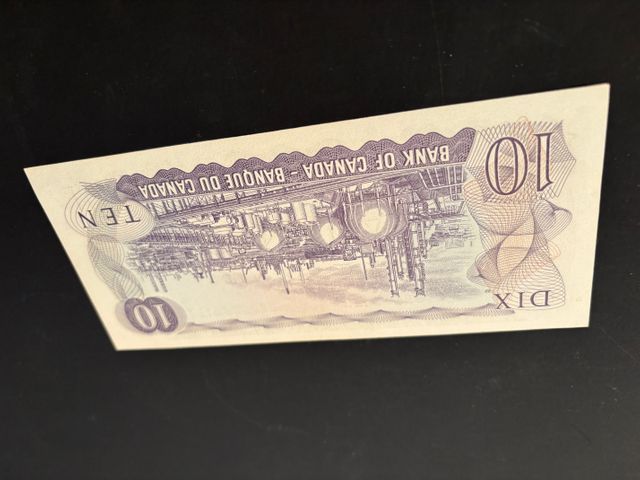 10
TEN
DIX
BANK OF CANADA – BANQUE DU CANADA
10